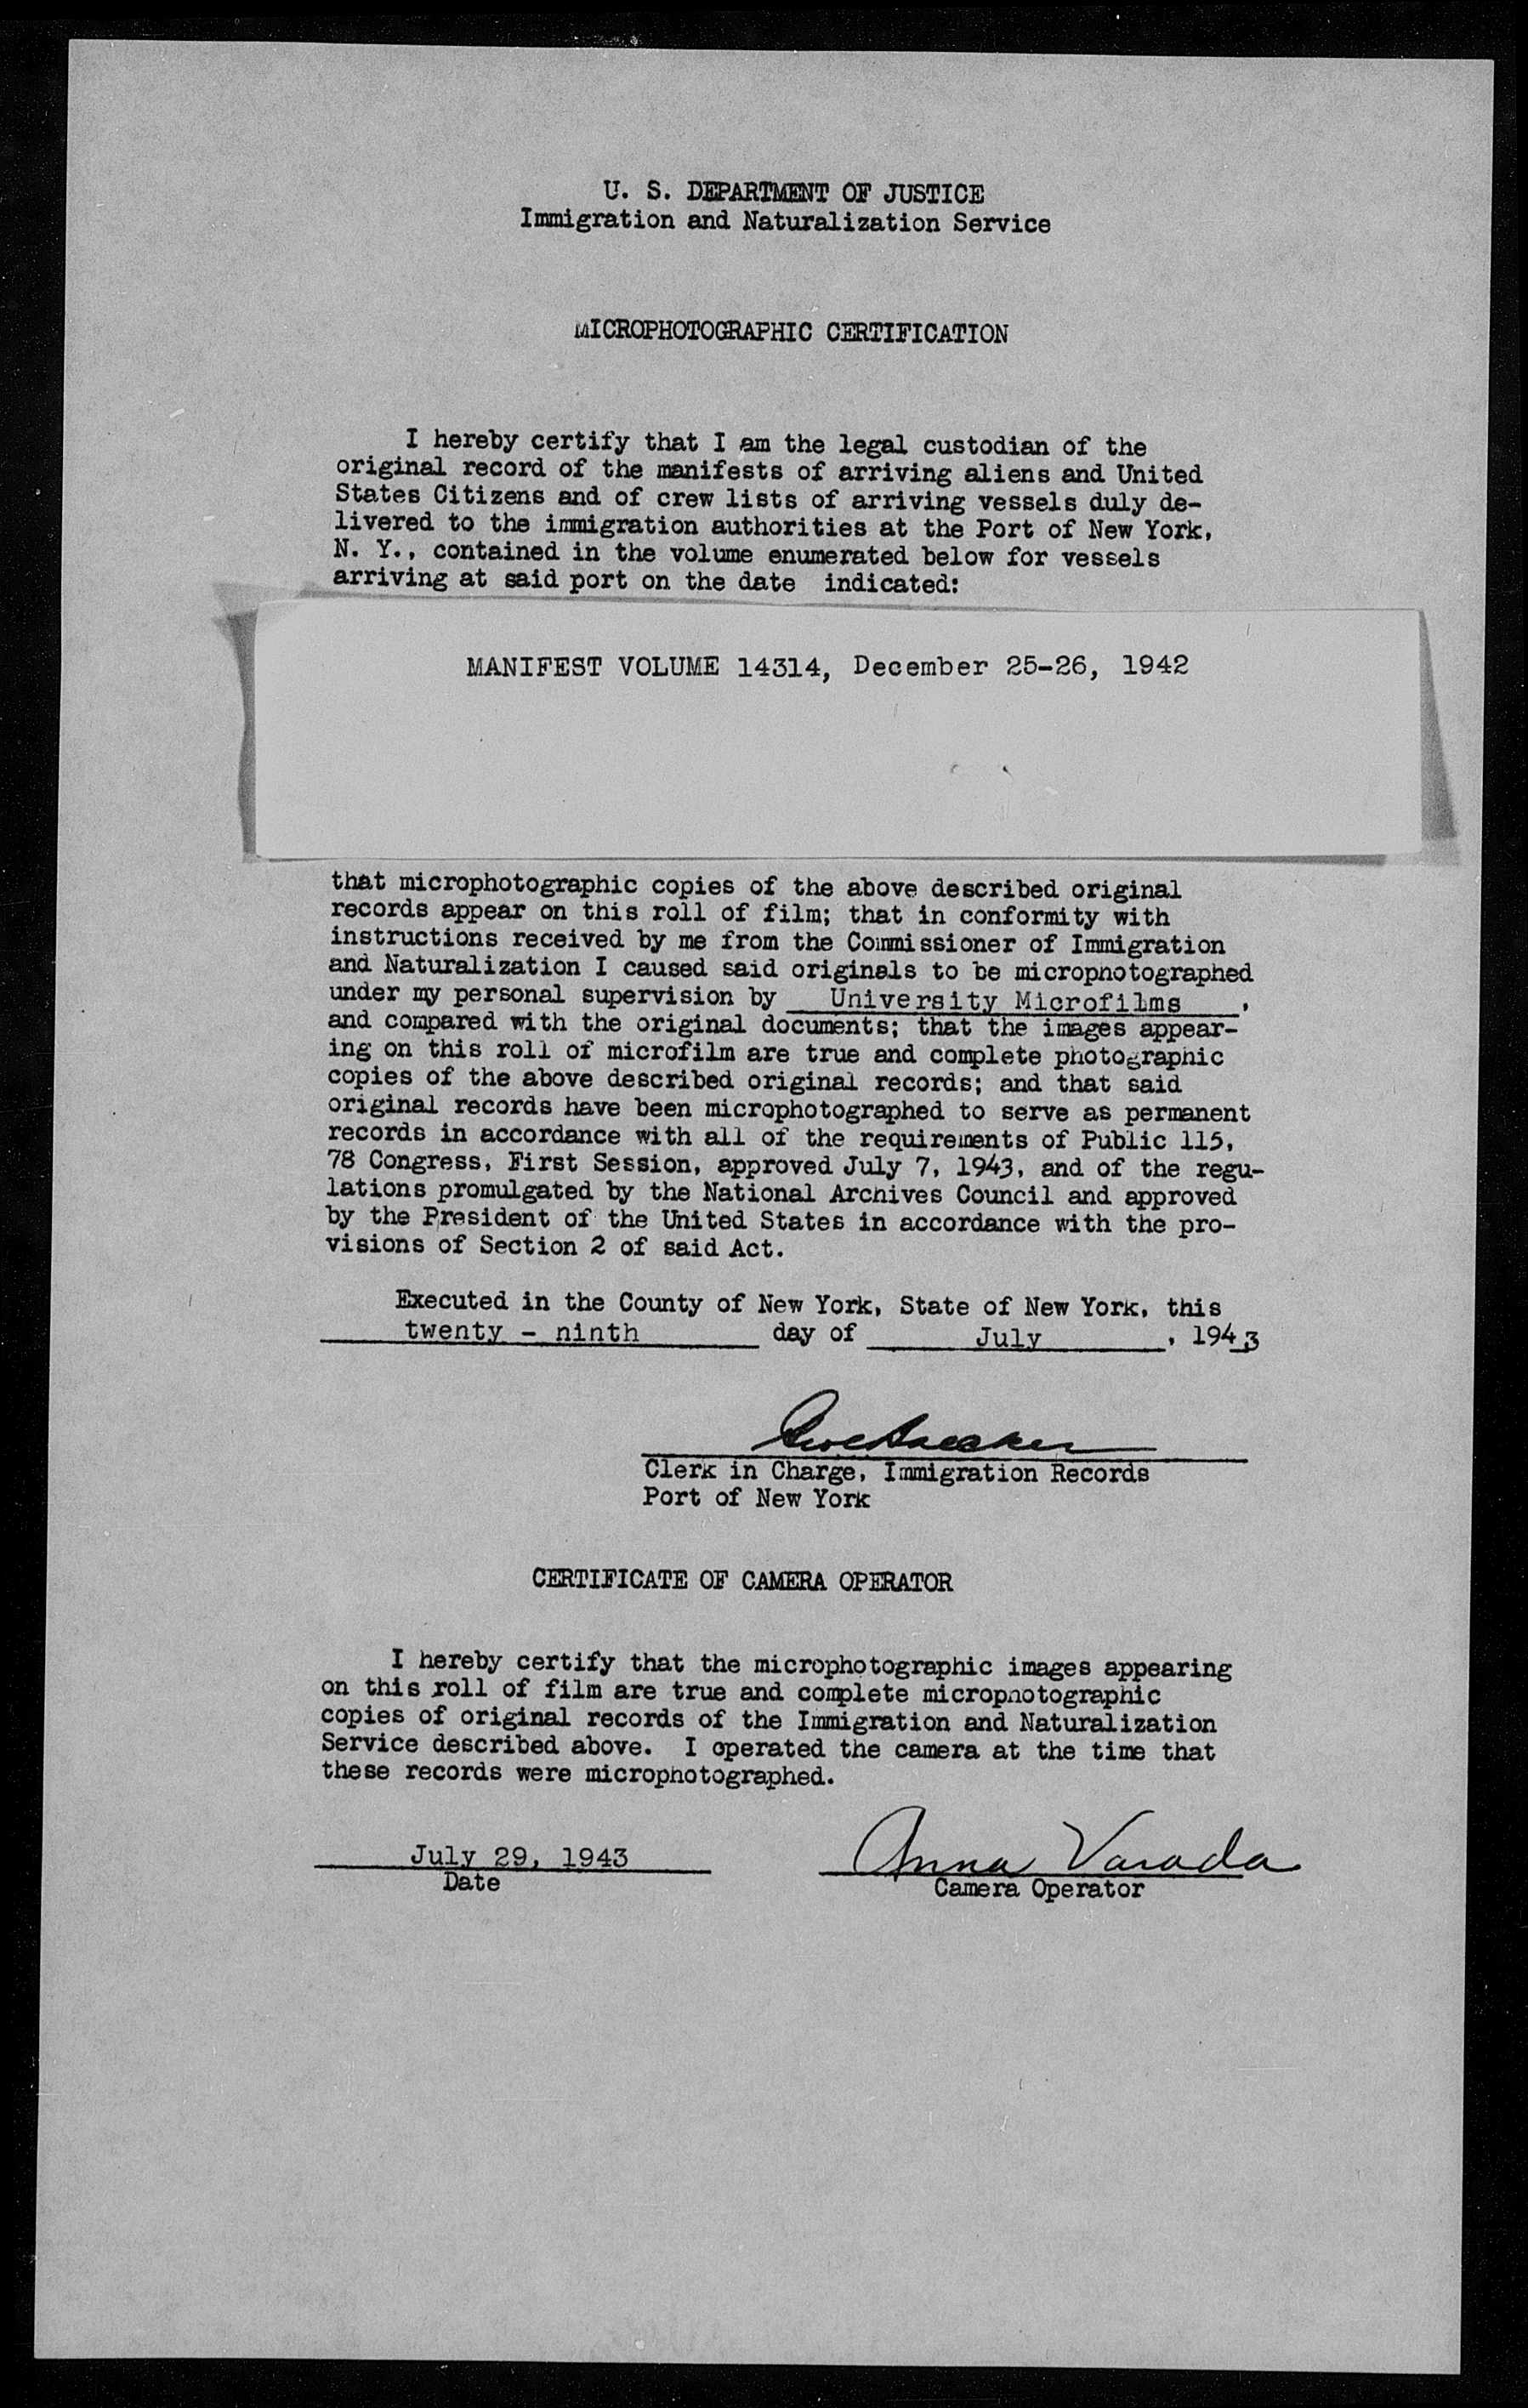 U. S. DEPARTMENT OF JUSTICE
Immigration and Naturalization Service
MICROPHOTOGRAPHIC CERTIFICATION
I hereby certify that I am the legal custodian of the
original record of the manifests of arriving aliens and United
States Citizens and of crew lists of arriving vessels duly de-
livered to the immigration authorities at the Port of New York,
N. Y., contained in the volume enumerated below for vessels
arriving at said port on the date indicated:
MANIFEST VOLUME 14314, December 25-26, 1942
that microphotographic copies of the above described original
records appear on this roll of film; that in conformity with
instructions received by me from the Commissioner of Immigration
and Naturalization I caused said originals to be microphotographed
under my personal supervision by University Microfilms ,
and compared with the original documents; that the images appear-
ing on this roll of microfilm are true and complete photographic
copies of the above described original records; and that said
original records have been microphotographed to serve as permanent
records in accordance with all of the requirements of Public 115,
78 Congress, First Session, approved July 7, 1943, and of the regu-
lations promulgated by the National Archives Council and approved
by the President of the United States in accordance with the pro-
visions of Section 2 of said Act.
Executed in the County of New York, State of New York, this
twenty - ninth day of July , 1943
Clerk in Charge, Immigration Records
Port of New York
CERTIFICATE OF CAMERA OPERATOR
I hereby certify that the microphotographic images appearing
on this roll of film are true and complete microphotographic
copies of original records of the Immigration and Naturalization
Service described above. I operated the camera at the time that
these records were microphotographed.
July 29, 1943 Anna Varada
Date Camera Operator